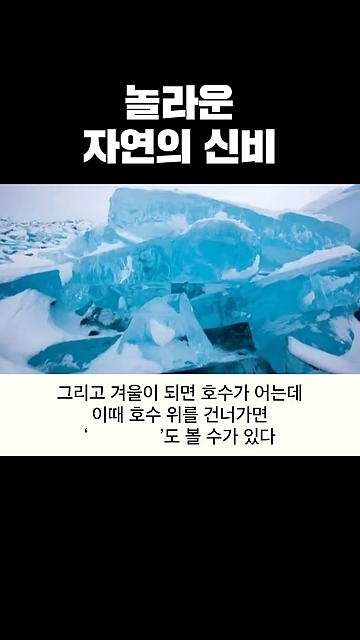 놀라운
자연의 신비
그리고 겨울이 되면 호수가 어는데
이때 호수 위를 건너가면
‘ ’도 볼 수가 있다